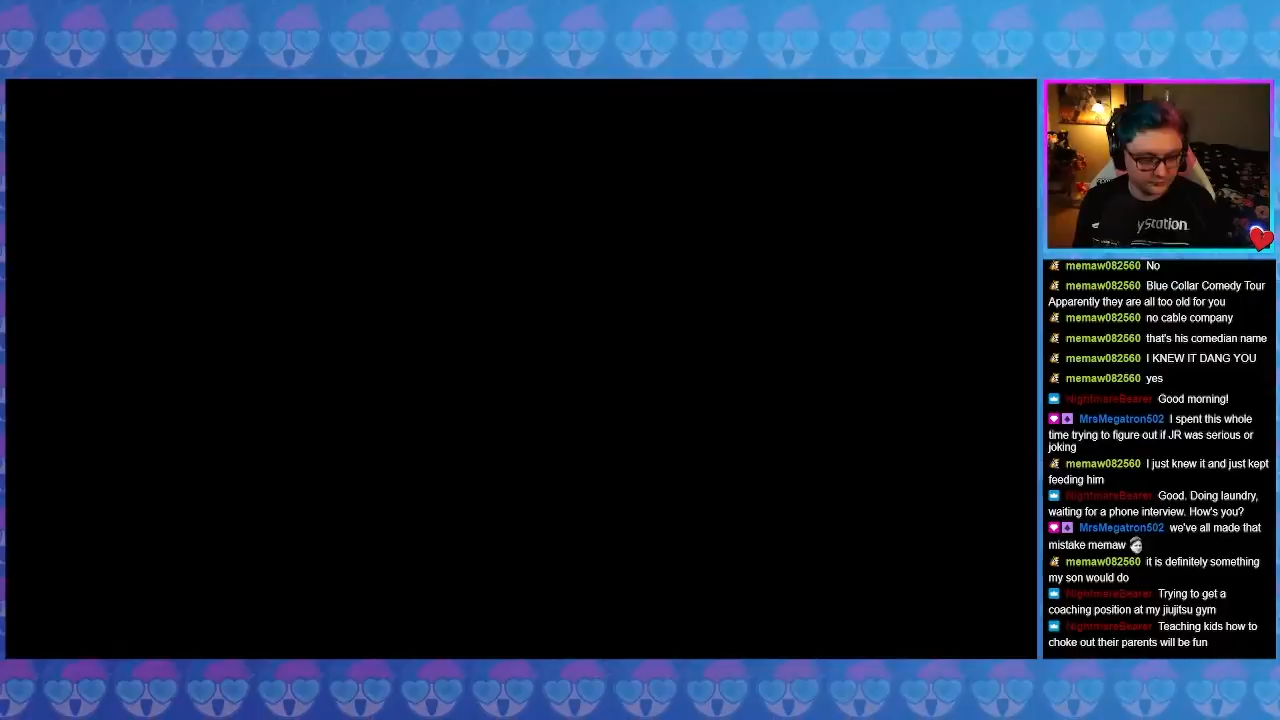 yStation
memaw082560 No
memaw082560 Blue Collar Comedy Tour
Apparently they are all too old for you
memaw082560 no cable company
memaw082560 that's his comedian name
memaw082560 I KNEW IT DANG YOU
memaw082560 yes
NightmareBearer Good morning!
MrsMegatron502 I spent this whole
time trying to figure out if JR was serious or
joking
memaw082560 I just knew it and just kept
feeding him
NightmareBearer Good. Doing laundry,
waiting for a phone interview. How's you?
MrsMegatron502 we've all made that
mistake memaw
memaw082560 it is definitely something
my son would do
NightmareBearer Trying to get a
coaching position at my jiujitsu gym
NightmareBearer Teaching kids how to
choke out their parents will be fun